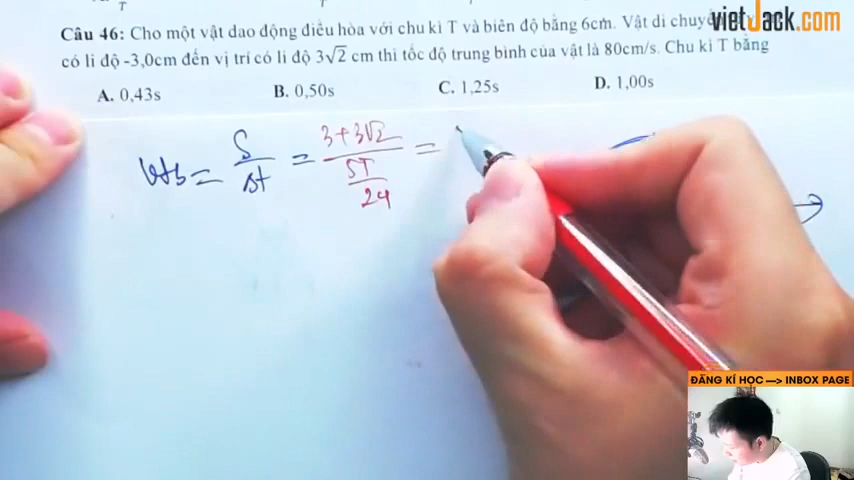 vietJack.com
T
Câu 46: Cho một vật dao động điều hòa với chu kì T và biên độ bằng 6cm. Vật di chuyển
có li độ -3,0cm đến vị trí có li độ 3√2 cm thì tốc độ trung bình của vật là 80cm/s. Chu kì T bằng
A. 0,43s B. 0,50s C. 1,25s D. 1,00s
Vtb = S/Δt = (3+3√2)/(5T/24) =
ĐĂNG KÍ HỌC —> INBOX PAGE